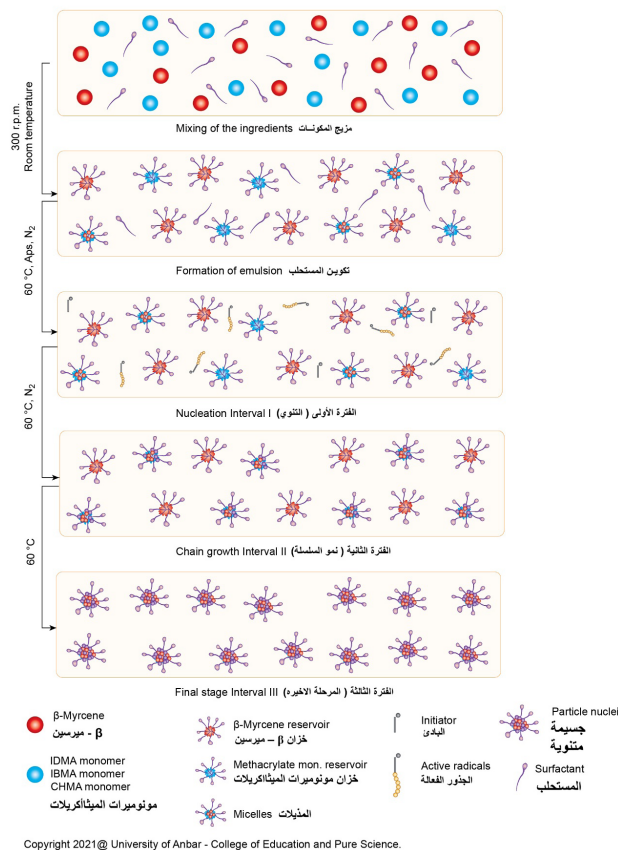 300 r.p.m.
Room temperature
Mixing of the ingredients مزيج المكونات
60 °C, Aps, N2
Formation of emulsion تكوين المستحلب
60 °C, N2
Nucleation Interval I الفترة الأولى ( التنوي)
Chain growth Interval II الفترة الثانية ( نمو السلسلة)
60 °C
Final stage Interval III الفترة الثالثة ( المرحلة الاخيره)
β-Myrcene
β - ميرسين
IDMA monomer
IBMA monomer
CHMA monomer
مونوميرات الميثاأكريلات
β-Myrcene reservoir
خزان β – ميرسين
Methacrylate mon. reservoir
خزان مونوميرات الميثااكريلات
Micelles المذيلات
Initiator
البادئ
Active radicals
الجذور الفعالة
Particle nuclei
جسيمة
متنوية
Surfactant
المستحلب
Copyright 2021@ University of Anbar - College of Education and Pure Science.